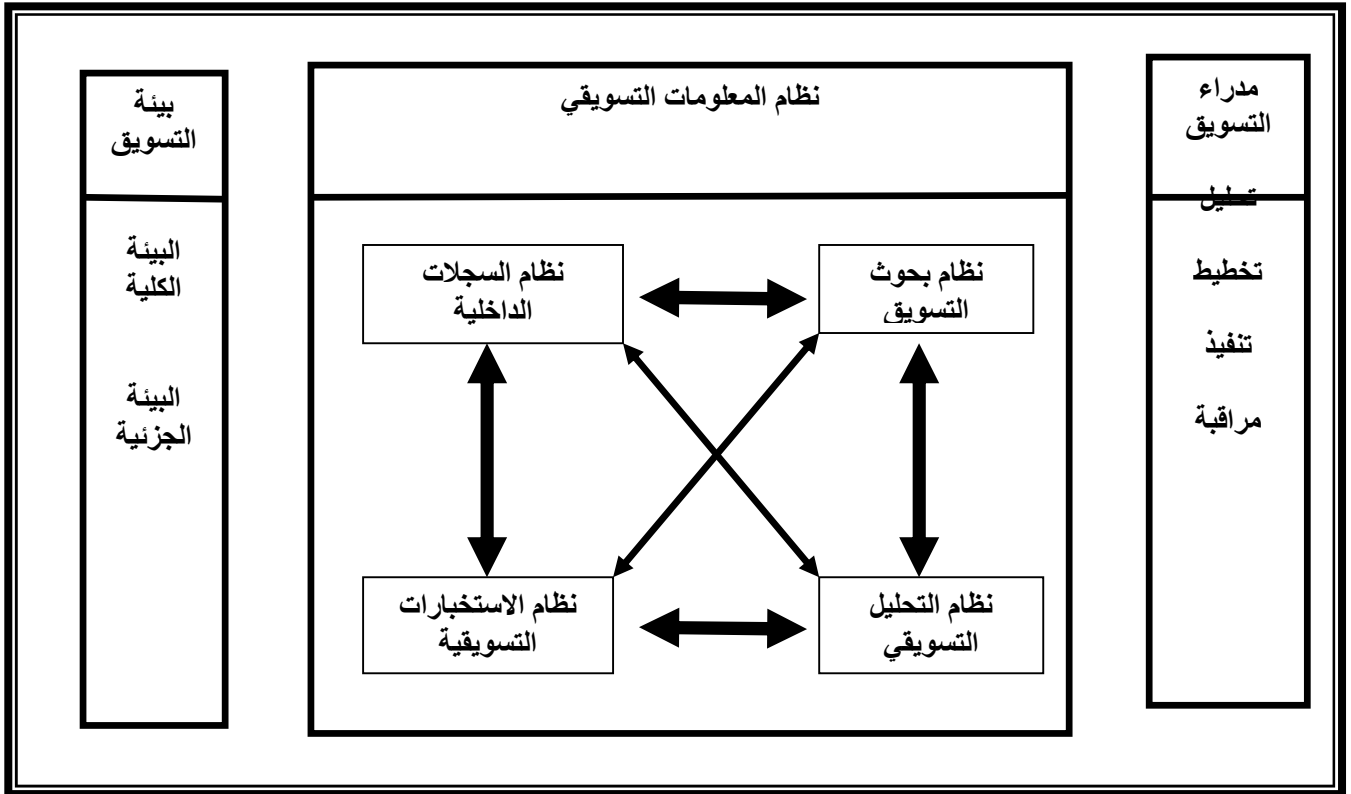 مدراء
التسويق
تحليل
تخطيط
تنفيذ
مراقبة
نظام المعلومات التسويقي
نظام بحوث
التسويق
نظام السجلات
الداخلية
نظام التحليل
التسويقي
نظام الاستخبارات
التسويقية
بيئة
التسويق
البيئة
الكلية
البيئة
الجزئية